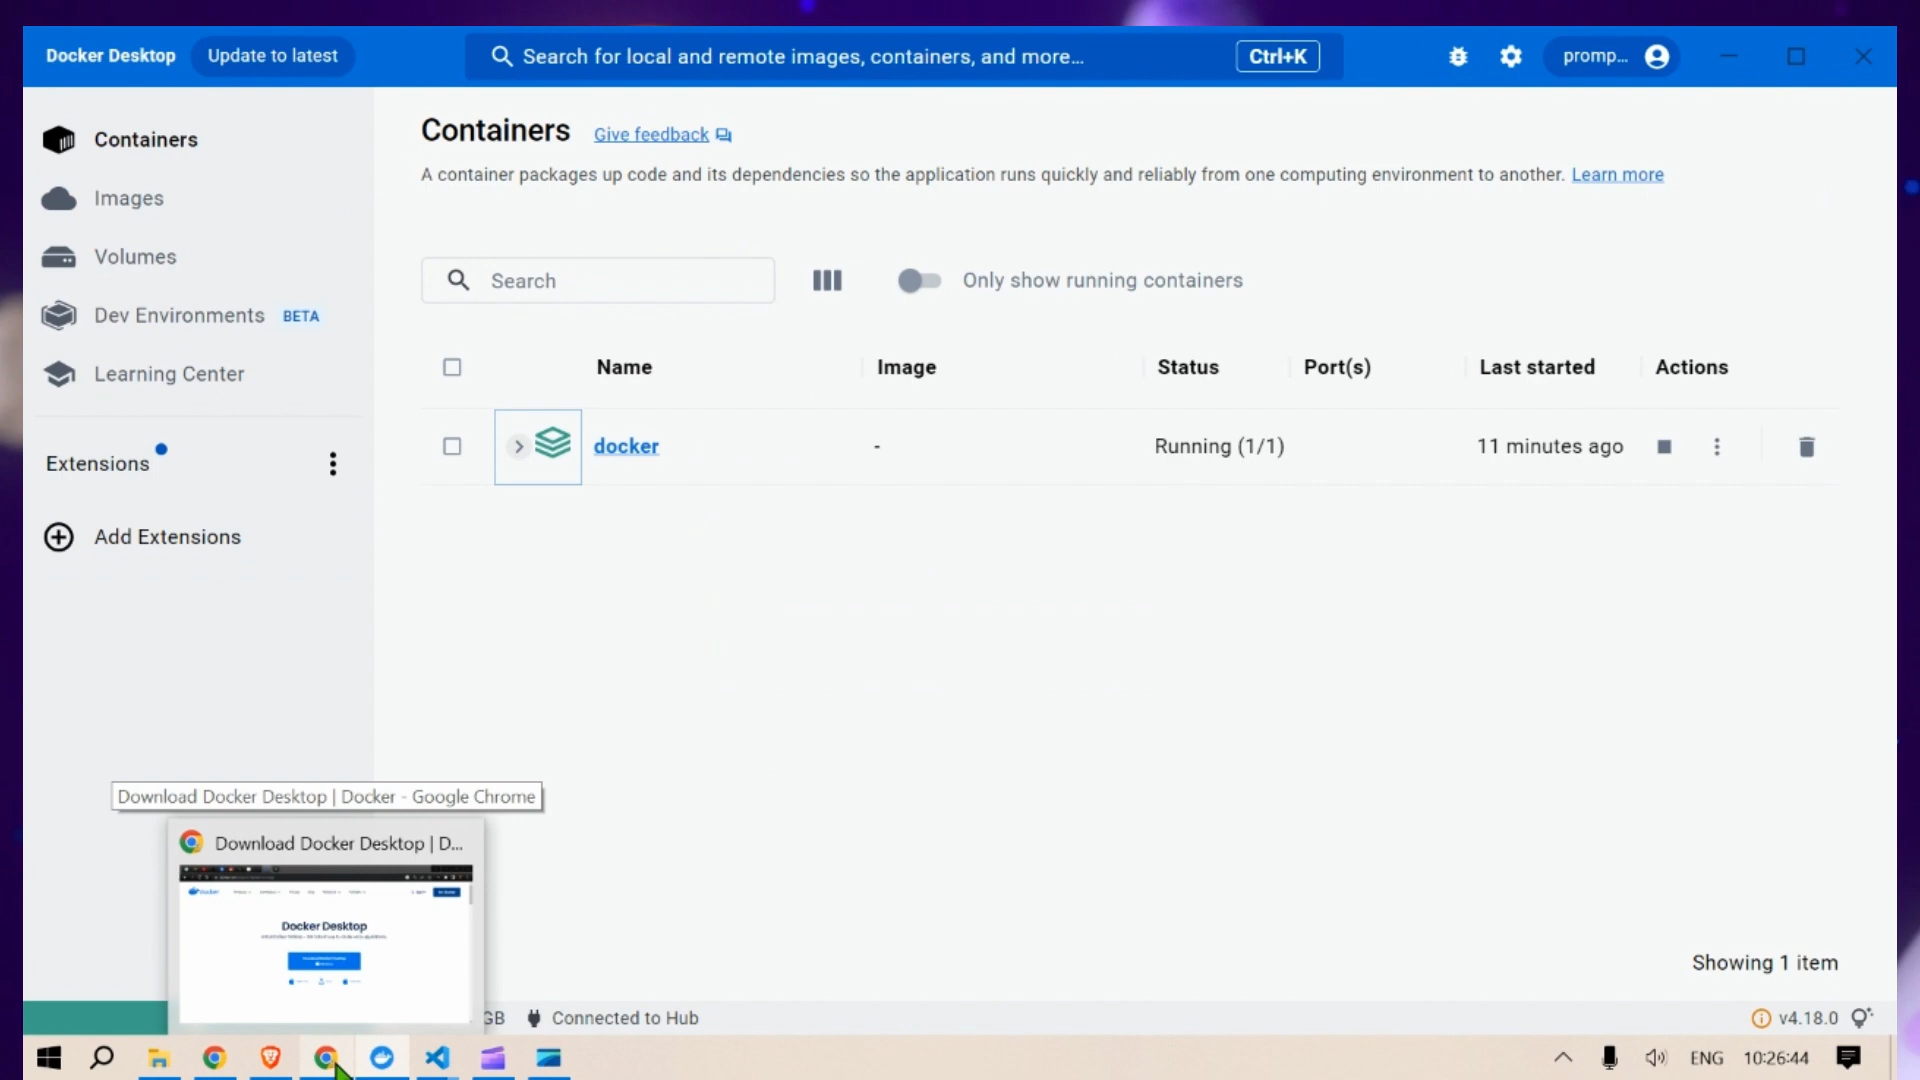 Docker Desktop
Update to latest
Search for local and remote images, containers, and more...
Ctrl+K
promp...
Containers
Images
Volumes
Dev Environments BETA
Learning Center
Extensions
Add Extensions
Containers
Give feedback
A container packages up code and its dependencies so the application runs quickly and reliably from one computing environment to another. Learn more
Search
Only show running containers
Name
Image
Status
Port(s)
Last started
Actions
docker
-
Running (1/1)
11 minutes ago
Showing 1 item
Download Docker Desktop | Docker - Google Chrome
Download Docker Desktop | D...
Docker Desktop
GB
Connected to Hub
v4.18.0
ENG
10:26:44